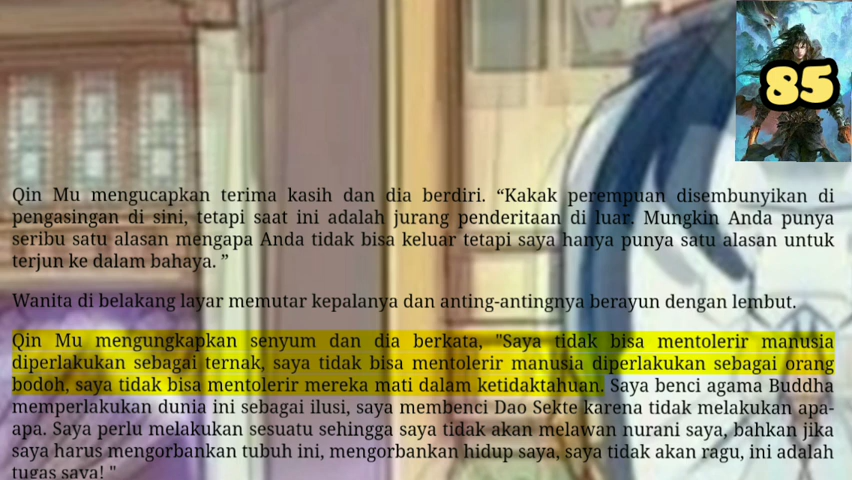 85
Qin Mu mengucapkan terima kasih dan dia berdiri. “Kakak perempuan disembunyikan di
pengasingan di sini, tetapi saat ini adalah jurang penderitaan di luar. Mungkin Anda punya
seribu satu alasan mengapa Anda tidak bisa keluar tetapi saya hanya punya satu alasan untuk
terjun ke dalam bahaya. ”
Wanita di belakang layar memutar kepalanya dan anting-antingnya berayun dengan lembut.
Qin Mu mengungkapkan senyum dan dia berkata, "Saya tidak bisa mentolerir manusia
diperlakukan sebagai ternak, saya tidak bisa mentolerir manusia diperlakukan sebagai orang
bodoh, saya tidak bisa mentolerir mereka mati dalam ketidaktahuan. Saya benci agama Buddha
memperlakukan dunia ini sebagai ilusi, saya membenci Dao Sekte karena tidak melakukan apa-
apa. Saya perlu melakukan sesuatu sehingga saya tidak akan melawan nurani saya, bahkan jika
saya harus mengorbankan tubuh ini, mengorbankan hidup saya, saya tidak akan ragu, ini adalah
tugas saya! "